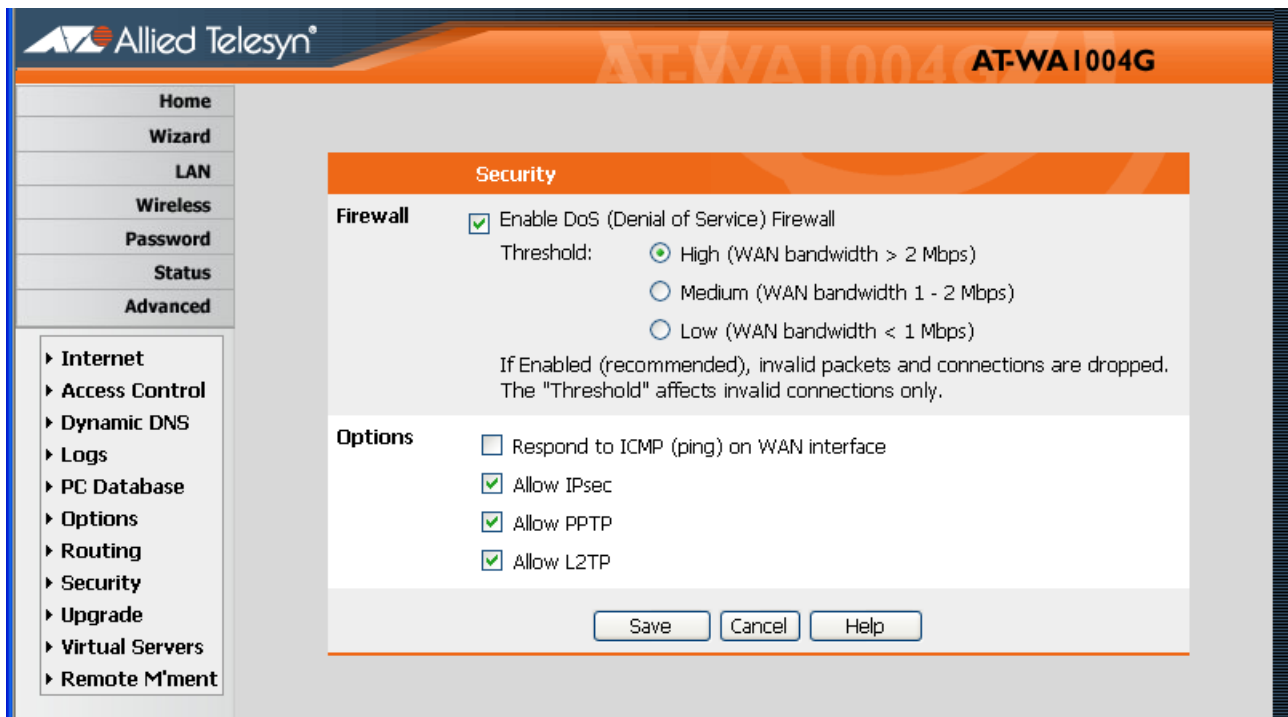 Allied Telesyn®
AT-WA1004G
AT-WA1004G
Home
Wizard
LAN
Wireless
Password
Status
Advanced
Internet
Access Control
Dynamic DNS
Logs
PC Database
Options
Routing
Security
Upgrade
Virtual Servers
Remote M'ment
Security
Firewall
Enable DoS (Denial of Service) Firewall
Threshold: High (WAN bandwidth > 2 Mbps)
Medium (WAN bandwidth 1 - 2 Mbps)
Low (WAN bandwidth < 1 Mbps)
If Enabled (recommended), invalid packets and connections are dropped.
The "Threshold" affects invalid connections only.
Options
Respond to ICMP (ping) on WAN interface
Allow IPsec
Allow PPTP
Allow L2TP
Save Cancel Help